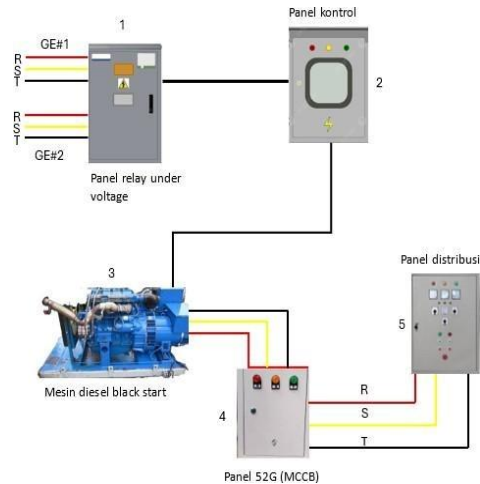 Panel kontrol
1
GE#1
R
S
T
2
R
S
T
GE#2
Panel relay under
voltage
3
Panel distribusi
5
Mesin diesel black start
R
4
S
T
Panel 52G (MCCB)